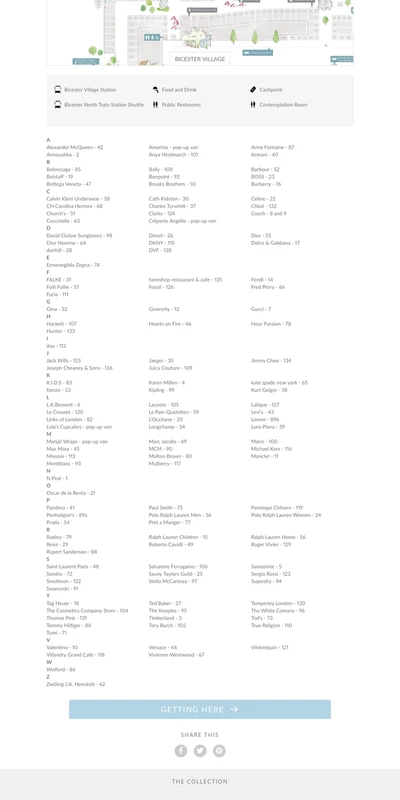 BICESTER VILLAGE
Bicester Village Station Food and Drink Cashpoint
Bicester North Train Station Shuttle Public Restrooms Contemplation Room
A
Alexander McQueen - 42 Amorino - pop-up van Anne Fontaine - 87
Annoushka - 2 Anya Hindmarch - 101 Armani - 40
B
Balenciaga - 85 Bally - 108 Barbour - 52
Belstaff - 19 Bonpoint - 92 BOSS - 23
Bottega Veneta - 47 Brooks Brothers - 50 Burberry - 76
C
Calvin Klein Underwear - 38 Cath Kidston - 30 Céline - 22
CH Carolina Herrera - 68 Charles Tyrwhitt - 37 Chloé - 132
Church's - 51 Clarks - 124 Coach - 8 and 9
Coccinelle - 63 Crêperie Angélie - pop-up van
D
David Clulow Sunglasses - 98 Diesel - 26 Dior - 55
Dior Homme - 64 DKNY - 115 Dolce & Gabbana - 17
dunhill - 28 DVF - 128
E
Ermenegildo Zegna - 74
F
FALKE - 31 farmshop restaurant & cafe - 135 Fendi - 14
Folli Follie - 57 Fossil - 126 Fred Perry - 66
Furla - 111
G
Gina - 32 Givenchy - 12 Gucci - 7
H
Hackett - 107 Hearts on Fire - 46 Hour Passion - 78
Hunter - 133
I
itsu - 112
J
Jack Wills - 125 Jaeger - 35 Jimmy Choo - 134
Joseph Cheaney & Sons - 136 Juicy Couture - 109
K
K.I.D.S - 83 Karen Millen - 4 kate spade new york - 65
Kenzo - 53 Kipling - 99 Kurt Geiger - 58
L
L.K.Bennett - 6 Lacoste - 105 Lalique - 127
Le Creuset - 120 Le Pain Quotidien - 59 Levi's - 43
Links of London - 82 L'Occitane - 20 Loewe - 89b
Lola's Cupcakes - pop-up van Longchamp - 34 Loro Piana - 39
M
Manjal Wraps - pop-up van Marc Jacobs - 69 Marni - 100
Max Mara - 45 MCM - 90 Michael Kors - 116
Missoni - 113 Molton Brown - 80 Moncler - 11
Montblanc - 93 Mulberry - 117
N
N.Peal - 1
O
Oscar de la Renta - 21
P
Pandora - 41 Paul Smith - 75 Penelope Chilvers - 119
Penhaligon's - 89a Polo Ralph Lauren Men - 36 Polo Ralph Lauren Women - 24
Prada - 54 Pret a Manger - 77
R
Radley - 79 Ralph Lauren Children - 15 Ralph Lauren Home - 56
Reiss - 29 Roberto Cavalli - 49 Roger Vivier - 129
Rupert Sanderson - 88
S
Saint Laurent Paris - 48 Salvatore Ferragamo - 106 Samsonite - 5
Sandro - 72 Savoy Taylors Guild - 25 Sergio Rossi - 123
Smythson - 122 Stella McCartney - 97 Superdry - 94
Swarovski - 91
T
Tag Heuer - 18 Ted Baker - 27 Temperley London - 130
The Cosmetics Company Store - 104 The Kooples - 95 The White Company - 96
Thomas Pink - 131 Timberland - 3 Tod's - 73
Tommy Hilfiger - 84 Tory Burch - 102 True Religion - 110
Tumi - 71
V
Valentino - 10 Versace - 44 Vilebrequin - 121
Villandry Grand Café - 118 Vivienne Westwood - 67
W
Wolford - 86
Z
Zwilling J.A. Henckels - 62
GETTING HERE
SHARE THIS
THE COLLECTION